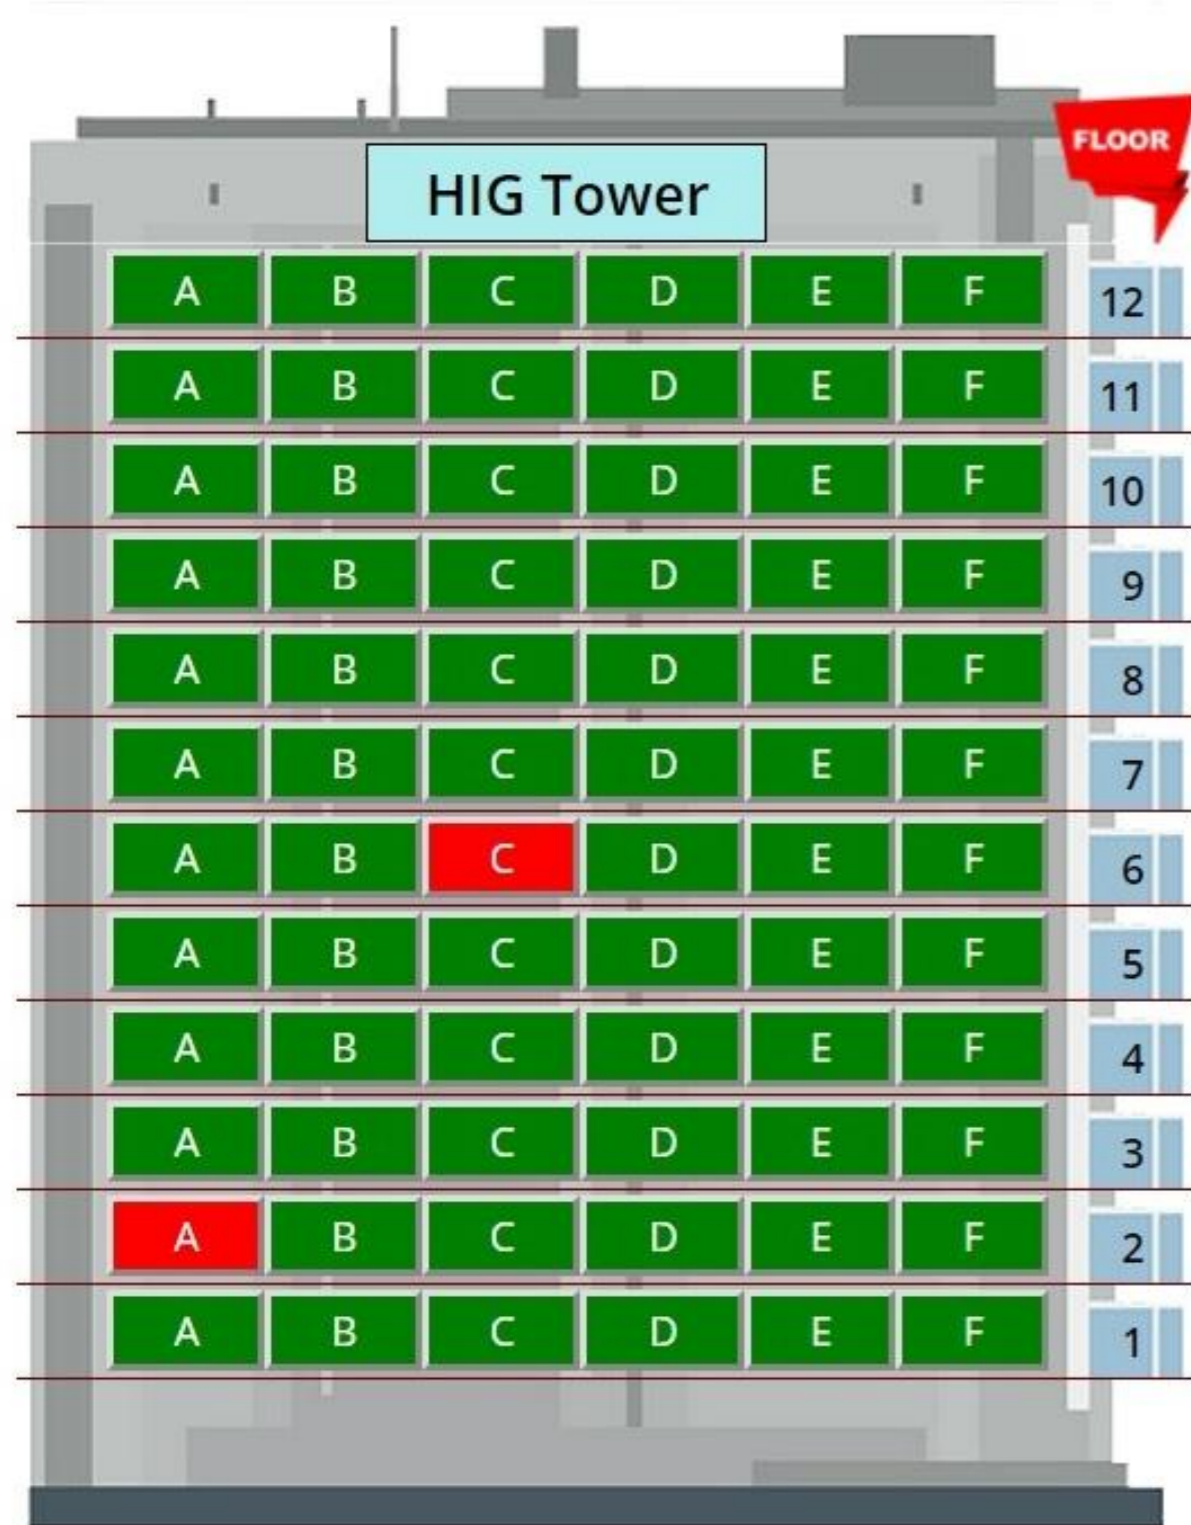 FLOOR
HIG Tower
A B C D E F 12
A B C D E F 11
A B C D E F 10
A B C D E F 9
A B C D E F 8
A B C D E F 7
A B C D E F 6
A B C D E F 5
A B C D E F 4
A B C D E F 3
A B C D E F 2
A B C D E F 1